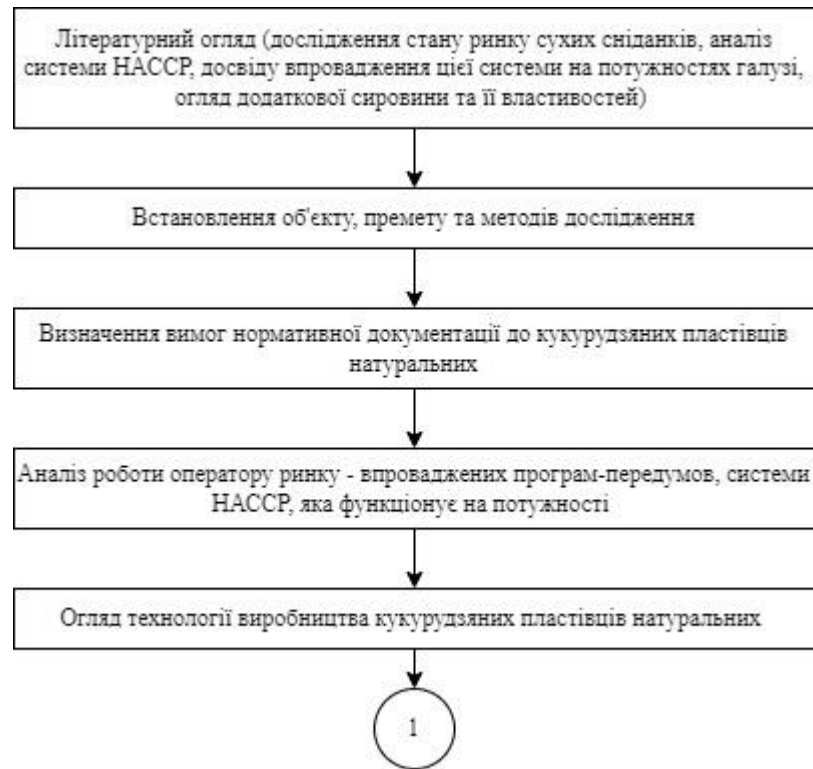 Літературний огляд (дослідження стану ринку сухих сніданків, аналіз
системи НАССР, досвіду впровадження цієї системи на потужностях галузі,
огляд додаткової сировини та її властивостей)
Встановлення об'єкту, премету та методів дослідження
Визначення вимог нормативної документації до кукурудзяних пластівців
натуральних
Аналіз роботи оператору ринку - впроваджених програм-передумов, системи
НАССР, яка функціонує на потужності
Огляд технології виробництва кукурудзяних пластівців натуральних
1